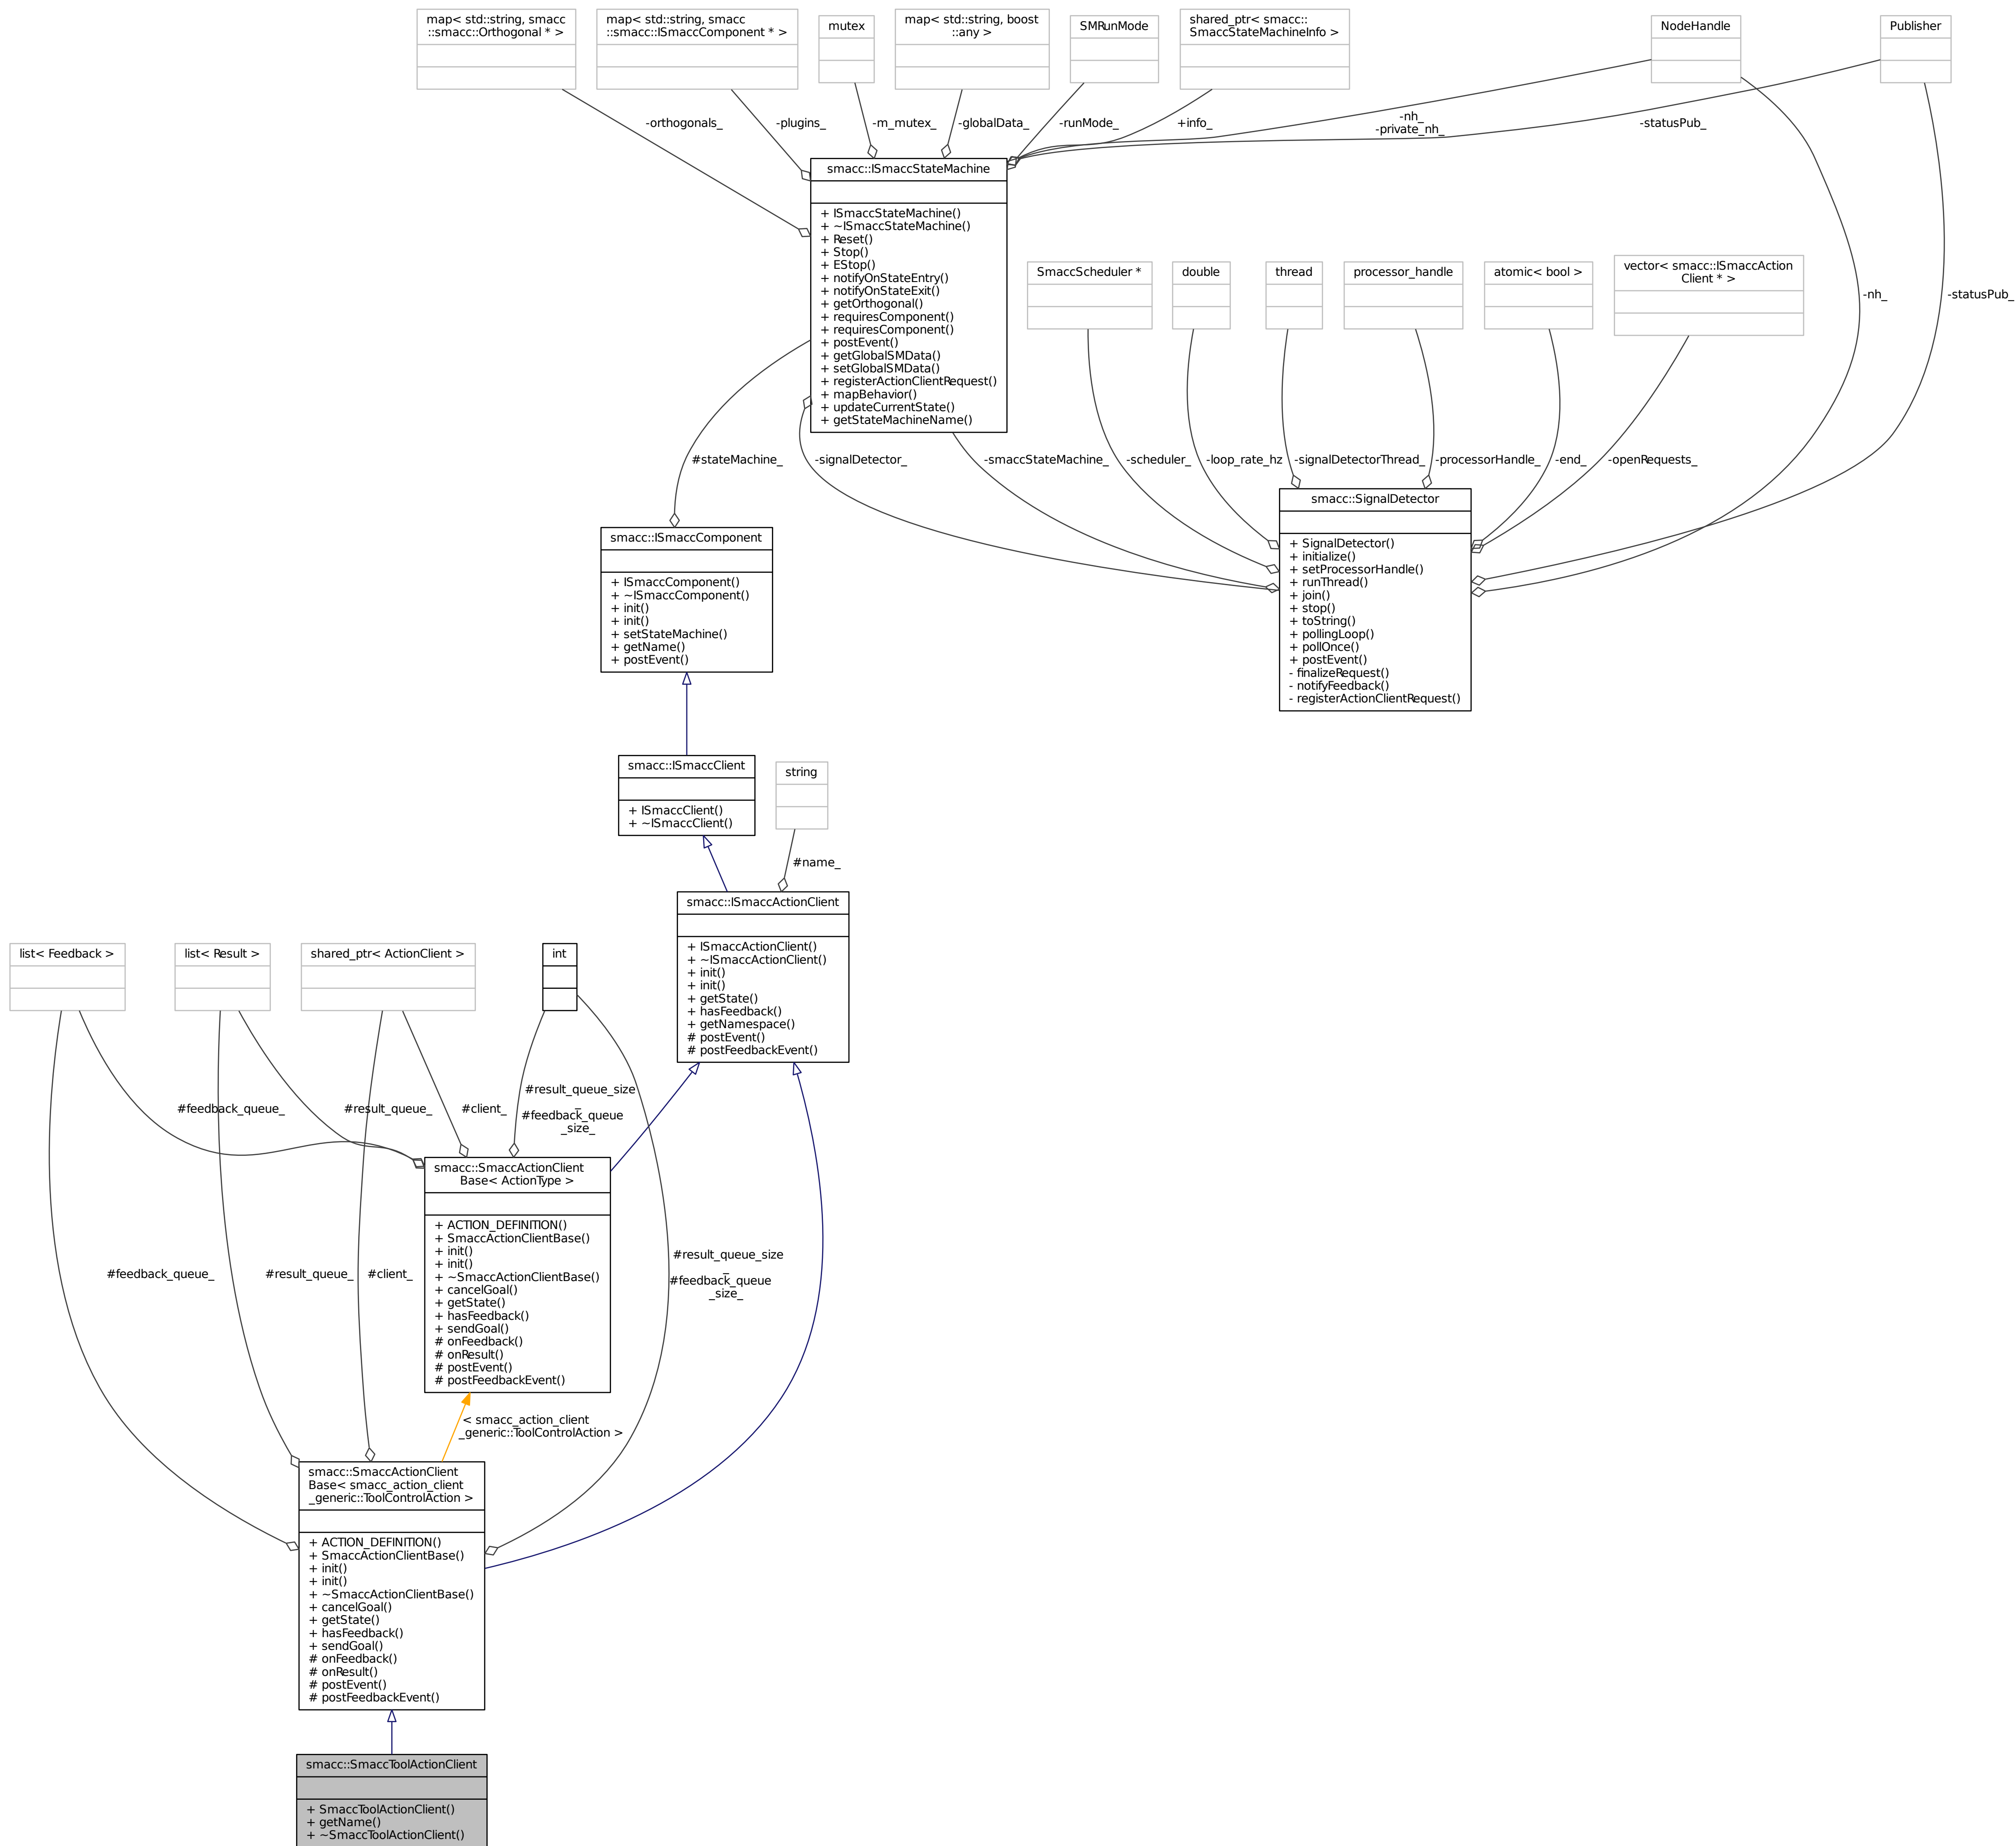 map< std::string, smacc
::smacc::Orthogonal * >
map< std::string, smacc
::smacc::ISmaccComponent * >
mutex
map< std::string, boost
::any >
SMRunMode
shared_ptr< smacc::
SmaccStateMachineInfo >
NodeHandle
Publisher
-orthogonals_
-plugins_
-m_mutex_
-globalData_
-runMode_
+info_
-nh_
-private_nh_
-statusPub_
smacc::ISmaccStateMachine
+ ISmaccStateMachine()
+ ~ISmaccStateMachine()
+ Reset()
+ Stop()
+ EStop()
+ notifyOnStateEntry()
+ notifyOnStateExit()
+ getOrthogonal()
+ requiresComponent()
+ requiresComponent()
+ postEvent()
+ getGlobalSMData()
+ setGlobalSMData()
+ registerActionClientRequest()
+ mapBehavior()
+ updateCurrentState()
+ getStateMachineName()
SmaccScheduler *
double
thread
processor_handle
atomic< bool >
vector< smacc::ISmaccAction
Client * >
-nh_
-statusPub_
#stateMachine_
-signalDetector_
-smaccStateMachine_
-scheduler_
-loop_rate_hz
-signalDetectorThread_
-processorHandle_
-end_
-openRequests_
smacc::SignalDetector
+ SignalDetector()
+ initialize()
+ setProcessorHandle()
+ runThread()
+ join()
+ stop()
+ toString()
+ pollingLoop()
+ pollOnce()
+ postEvent()
- finalizeRequest()
- notifyFeedback()
- registerActionClientRequest()
smacc::ISmaccComponent
+ ISmaccComponent()
+ ~ISmaccComponent()
+ init()
+ init()
+ setStateMachine()
+ getName()
+ postEvent()
smacc::ISmaccClient
+ ISmaccClient()
+ ~ISmaccClient()
string
#name_
smacc::ISmaccActionClient
+ ISmaccActionClient()
+ ~ISmaccActionClient()
+ init()
+ init()
+ getState()
+ hasFeedback()
+ getNamespace()
# postEvent()
# postFeedbackEvent()
list< Feedback >
list< Result >
shared_ptr< ActionClient >
int
#feedback_queue_
#result_queue_
#client_
#result_queue_size
_
#feedback_queue
_size_
smacc::SmaccActionClient
Base< ActionType >
+ ACTION_DEFINITION()
+ SmaccActionClientBase()
+ init()
+ init()
+ ~SmaccActionClientBase()
+ cancelGoal()
+ getState()
+ hasFeedback()
+ sendGoal()
# onFeedback()
# onResult()
# postEvent()
# postFeedbackEvent()
#feedback_queue_
#result_queue_
#client_
#result_queue_size
_
#feedback_queue
_size_
< smacc_action_client
_generic::ToolControlAction >
smacc::SmaccActionClient
Base< smacc_action_client
_generic::ToolControlAction >
+ ACTION_DEFINITION()
+ SmaccActionClientBase()
+ init()
+ init()
+ ~SmaccActionClientBase()
+ cancelGoal()
+ getState()
+ hasFeedback()
+ sendGoal()
# onFeedback()
# onResult()
# postEvent()
# postFeedbackEvent()
smacc::SmaccToolActionClient
+ SmaccToolActionClient()
+ getName()
+ ~SmaccToolActionClient()